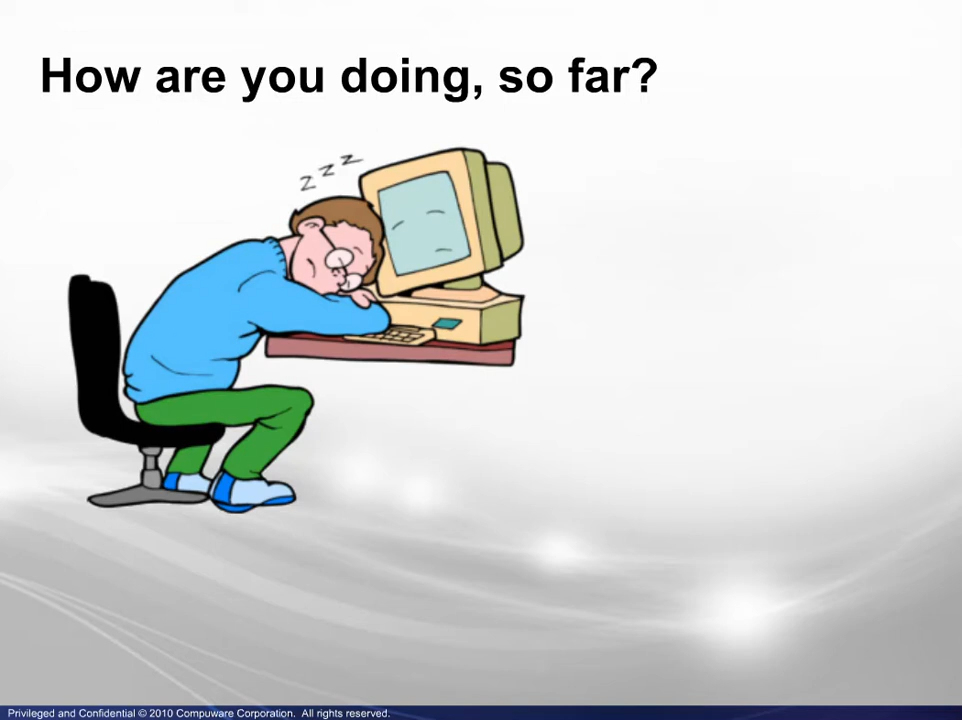 How are you doing, so far?
z z z
Privileged and Confidential © 2010 Compuware Corporation. All rights reserved.